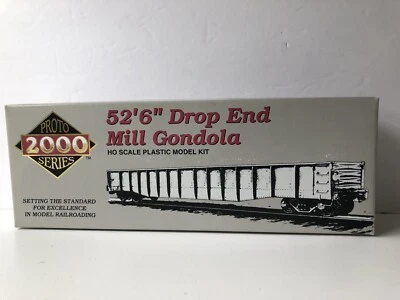 PROTO
2000
SERIES
TM
52'6" Drop End
Mill Gondola
HO SCALE PLASTIC MODEL KIT
SETTING THE STANDARD
FOR EXCELLENCE
IN MODEL RAILROADING